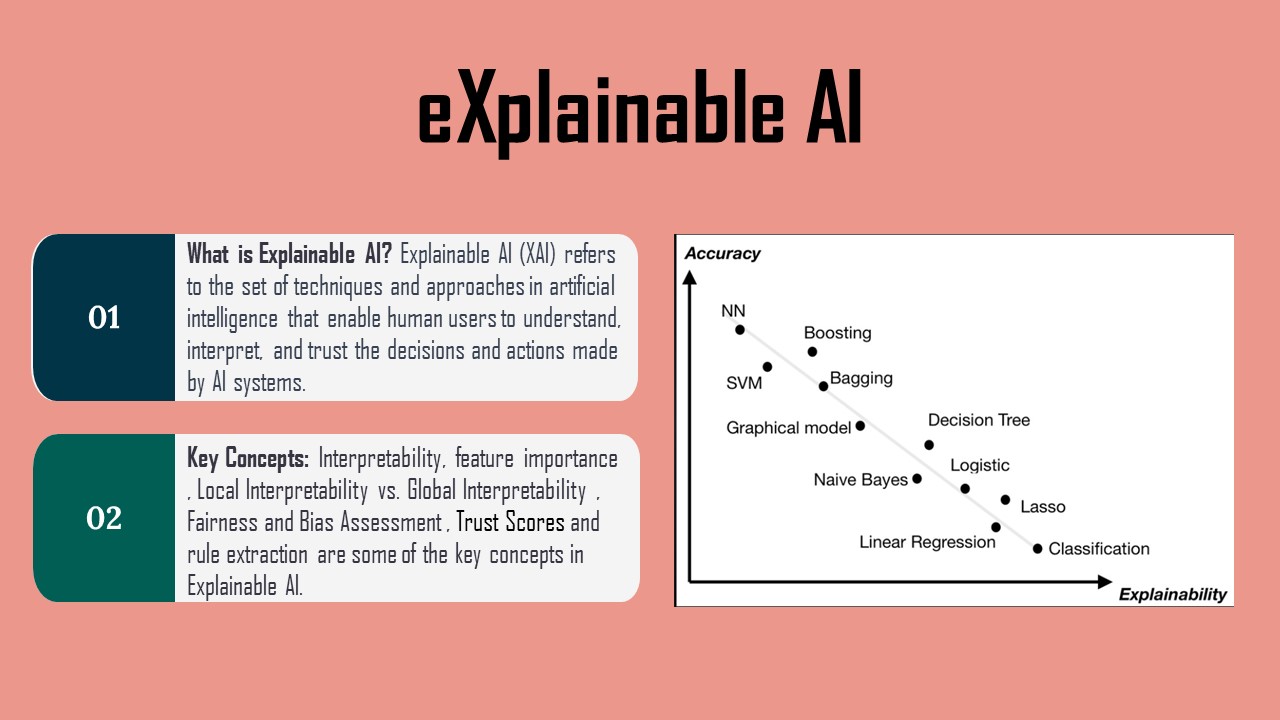 eXplainable AI
01
What is Explainable AI? Explainable AI (XAI) refers
to the set of techniques and approaches in artificial
intelligence that enable human users to understand,
interpret, and trust the decisions and actions made
by AI systems.
02
Key Concepts: Interpretability, feature importance
, Local Interpretability vs. Global Interpretability ,
Fairness and Bias Assessment , Trust Scores and
rule extraction are some of the key concepts in
Explainable AI.
Accuracy
NN
Boosting
SVM
Bagging
Graphical model
Decision Tree
Naive Bayes
Logistic
Lasso
Linear Regression
Classification
Explainability